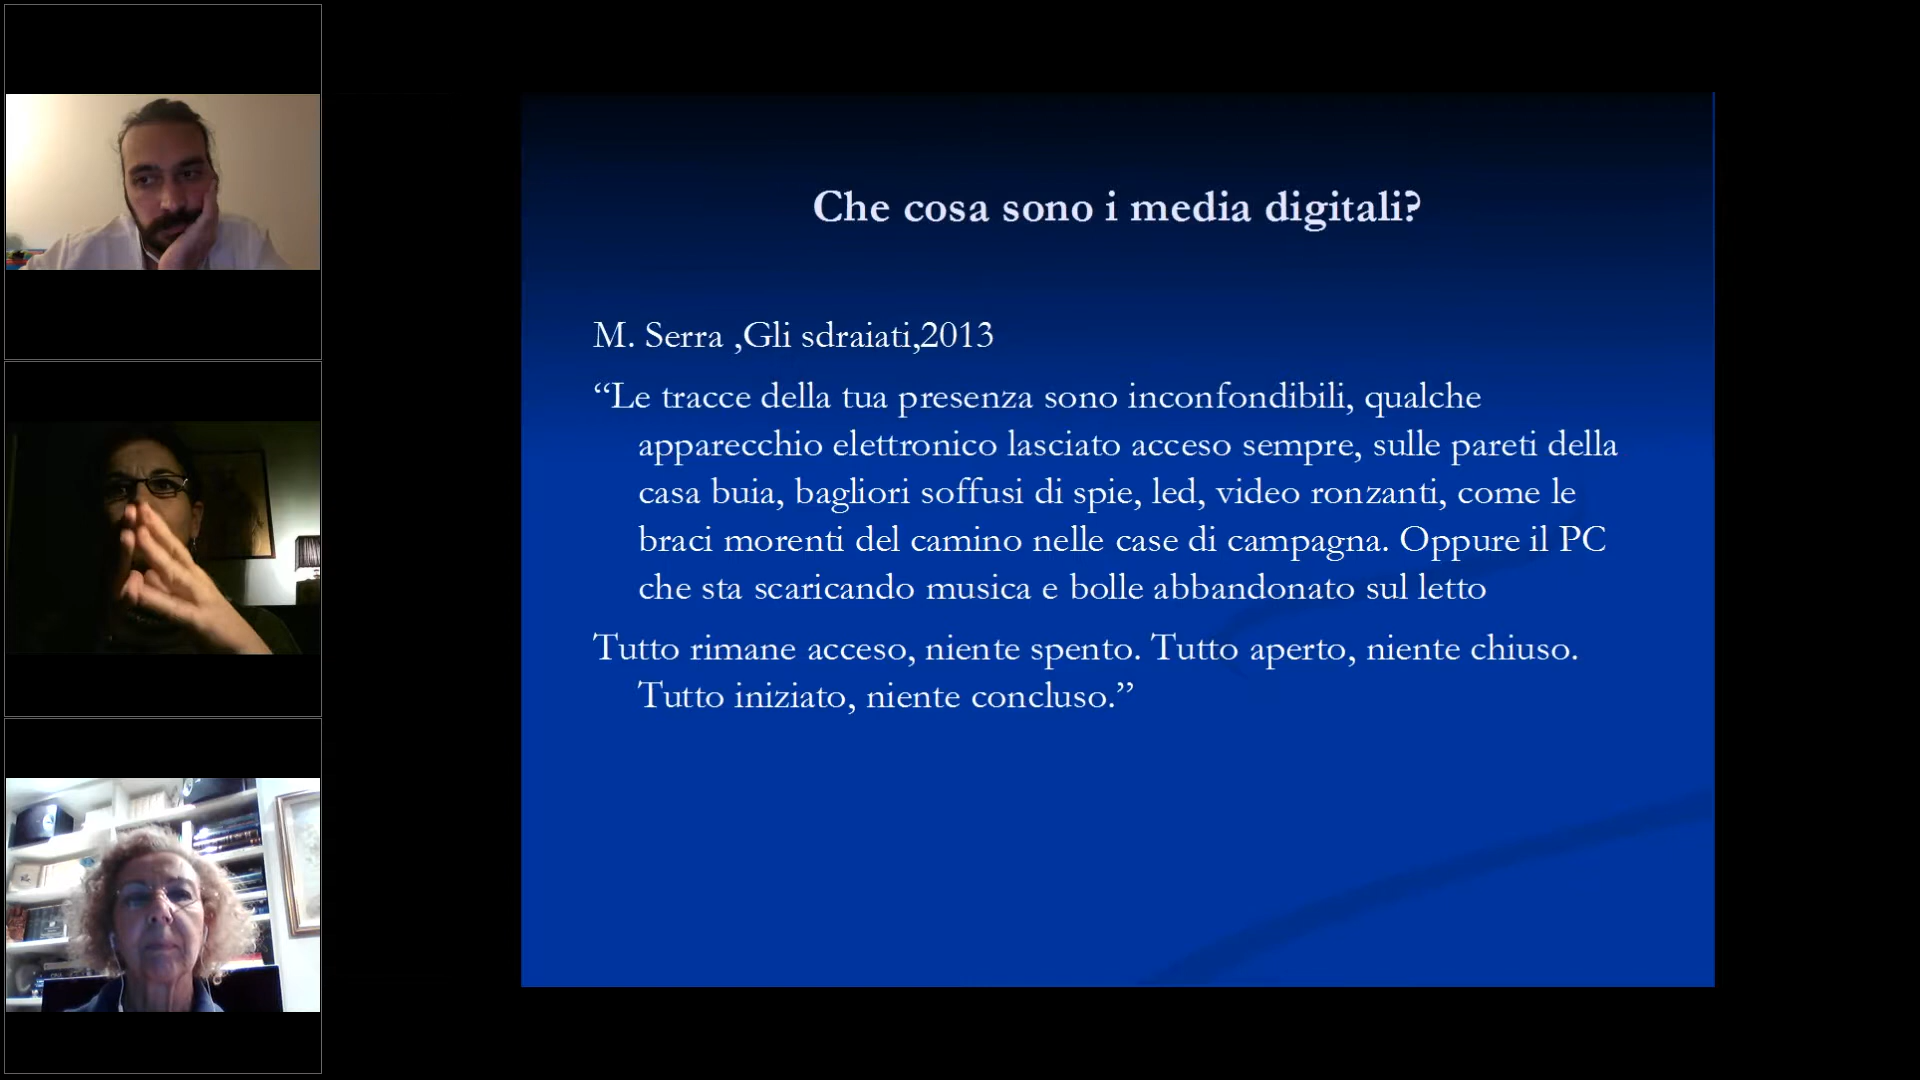 Che cosa sono i media digitali?
M. Serra ,Gli sdraiati,2013
“Le tracce della tua presenza sono inconfondibili, qualche
apparecchio elettronico lasciato acceso sempre, sulle pareti della
casa buia, bagliori soffusi di spie, led, video ronzanti, come le
braci morenti del camino nelle case di campagna. Oppure il PC
che sta scaricando musica e bolle abbandonato sul letto
Tutto rimane acceso, niente spento. Tutto aperto, niente chiuso.
Tutto iniziato, niente concluso.”